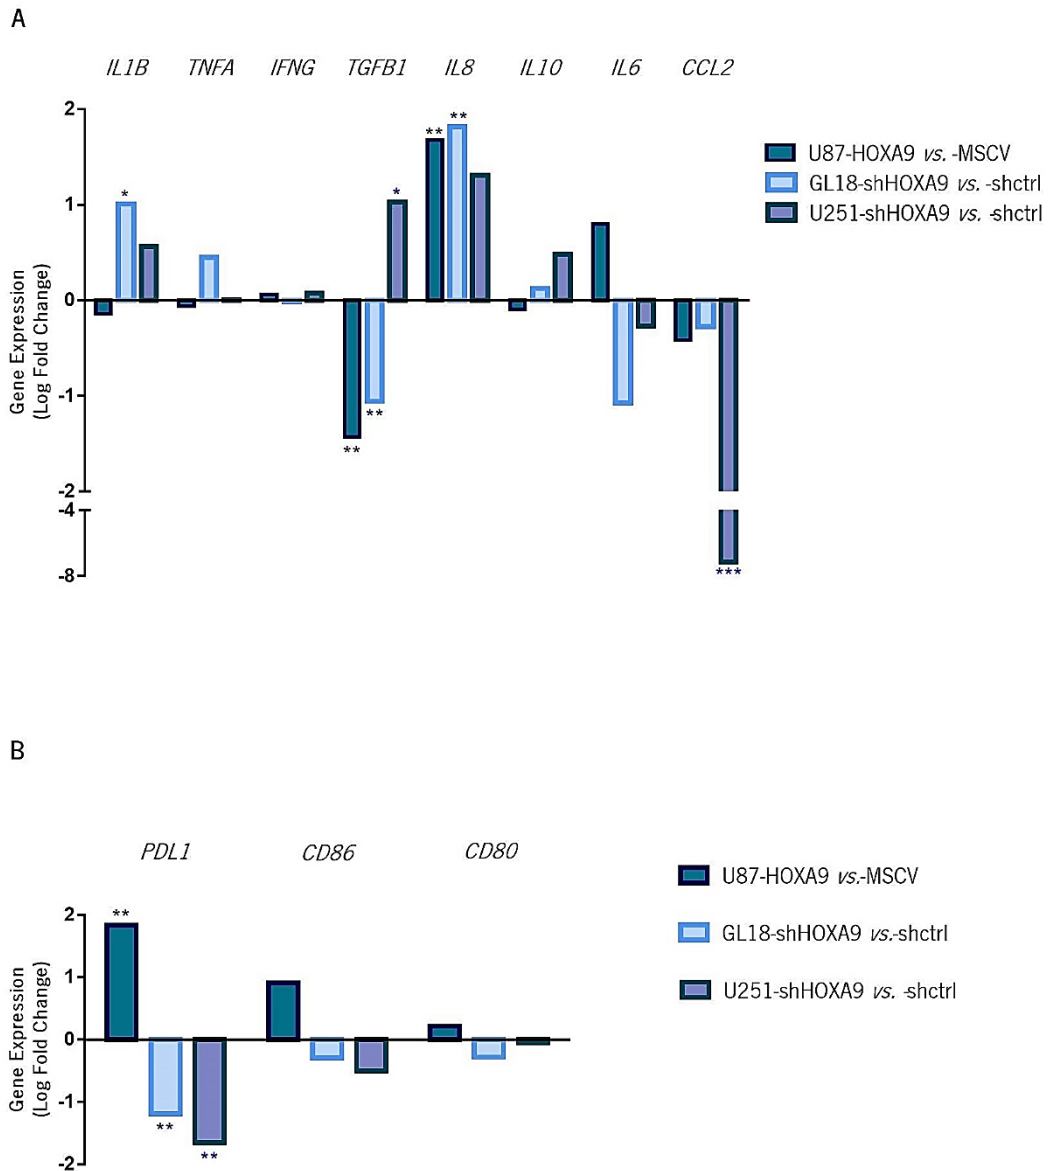 A
IL1B TNFA IFNG TGFB1 IL8 IL10 IL6 CCL2
2
1
0
-1
-2
-4
-8
Gene Expression
(Log Fold Change)
* ** ** ** ** * ***
U87-HOXA9 vs. -MSCV
GL18-shHOXA9 vs. -shctrl
U251-shHOXA9 vs. -shctrl
B
PDL1 CD86 CD80
2
1
0
-1
-2
Gene Expression
(Log Fold Change)
** ** **
U87-HOXA9 vs.-MSCV
GL18-shHOXA9 vs.-shctrl
U251-shHOXA9 vs. -shctrl